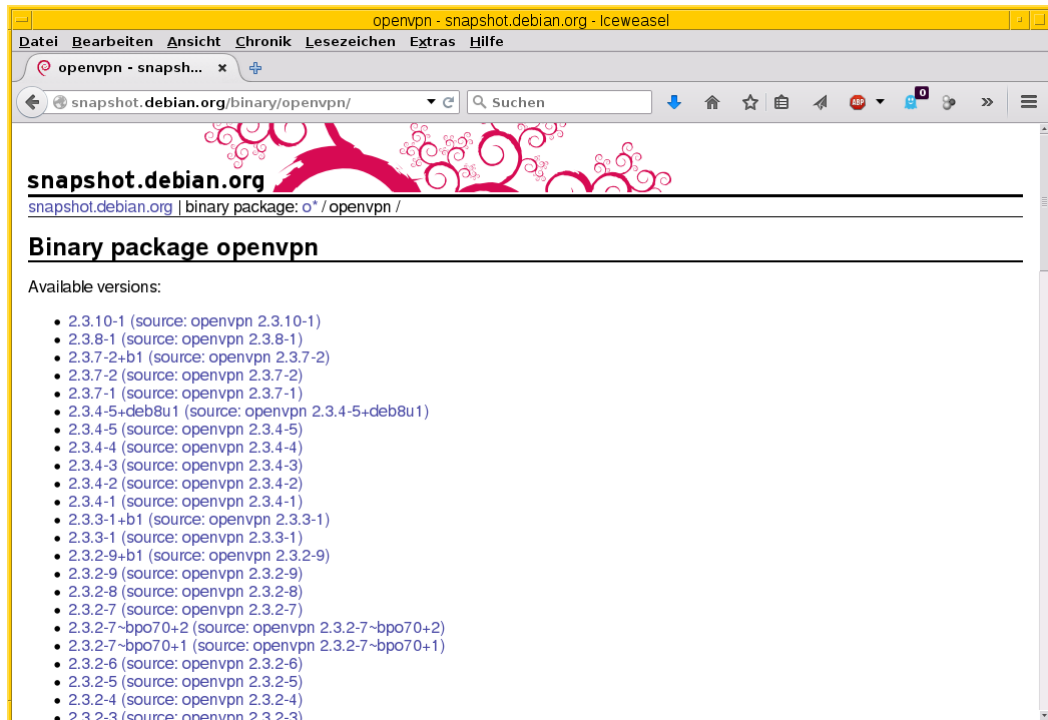 openvpn - snapshot.debian.org - Iceweasel
Datei Bearbeiten Ansicht Chronik Lesezeichen Extras Hilfe
openvpn - snapsh...
snapshot.debian.org/binary/openvpn/ Suchen ABP 0
snapshot.debian.org
snapshot.debian.org | binary package: o* / openvpn /
Binary package openvpn
Available versions:
2.3.10-1 (source: openvpn 2.3.10-1)
2.3.8-1 (source: openvpn 2.3.8-1)
2.3.7-2+b1 (source: openvpn 2.3.7-2)
2.3.7-2 (source: openvpn 2.3.7-2)
2.3.7-1 (source: openvpn 2.3.7-1)
2.3.4-5+deb8u1 (source: openvpn 2.3.4-5+deb8u1)
2.3.4-5 (source: openvpn 2.3.4-5)
2.3.4-4 (source: openvpn 2.3.4-4)
2.3.4-3 (source: openvpn 2.3.4-3)
2.3.4-2 (source: openvpn 2.3.4-2)
2.3.4-1 (source: openvpn 2.3.4-1)
2.3.3-1+b1 (source: openvpn 2.3.3-1)
2.3.3-1 (source: openvpn 2.3.3-1)
2.3.2-9+b1 (source: openvpn 2.3.2-9)
2.3.2-9 (source: openvpn 2.3.2-9)
2.3.2-8 (source: openvpn 2.3.2-8)
2.3.2-7 (source: openvpn 2.3.2-7)
2.3.2-7~bpo70+2 (source: openvpn 2.3.2-7~bpo70+2)
2.3.2-7~bpo70+1 (source: openvpn 2.3.2-7~bpo70+1)
2.3.2-6 (source: openvpn 2.3.2-6)
2.3.2-5 (source: openvpn 2.3.2-5)
2.3.2-4 (source: openvpn 2.3.2-4)
2.3.2-3 (source: openvpn 2.3.2-3)